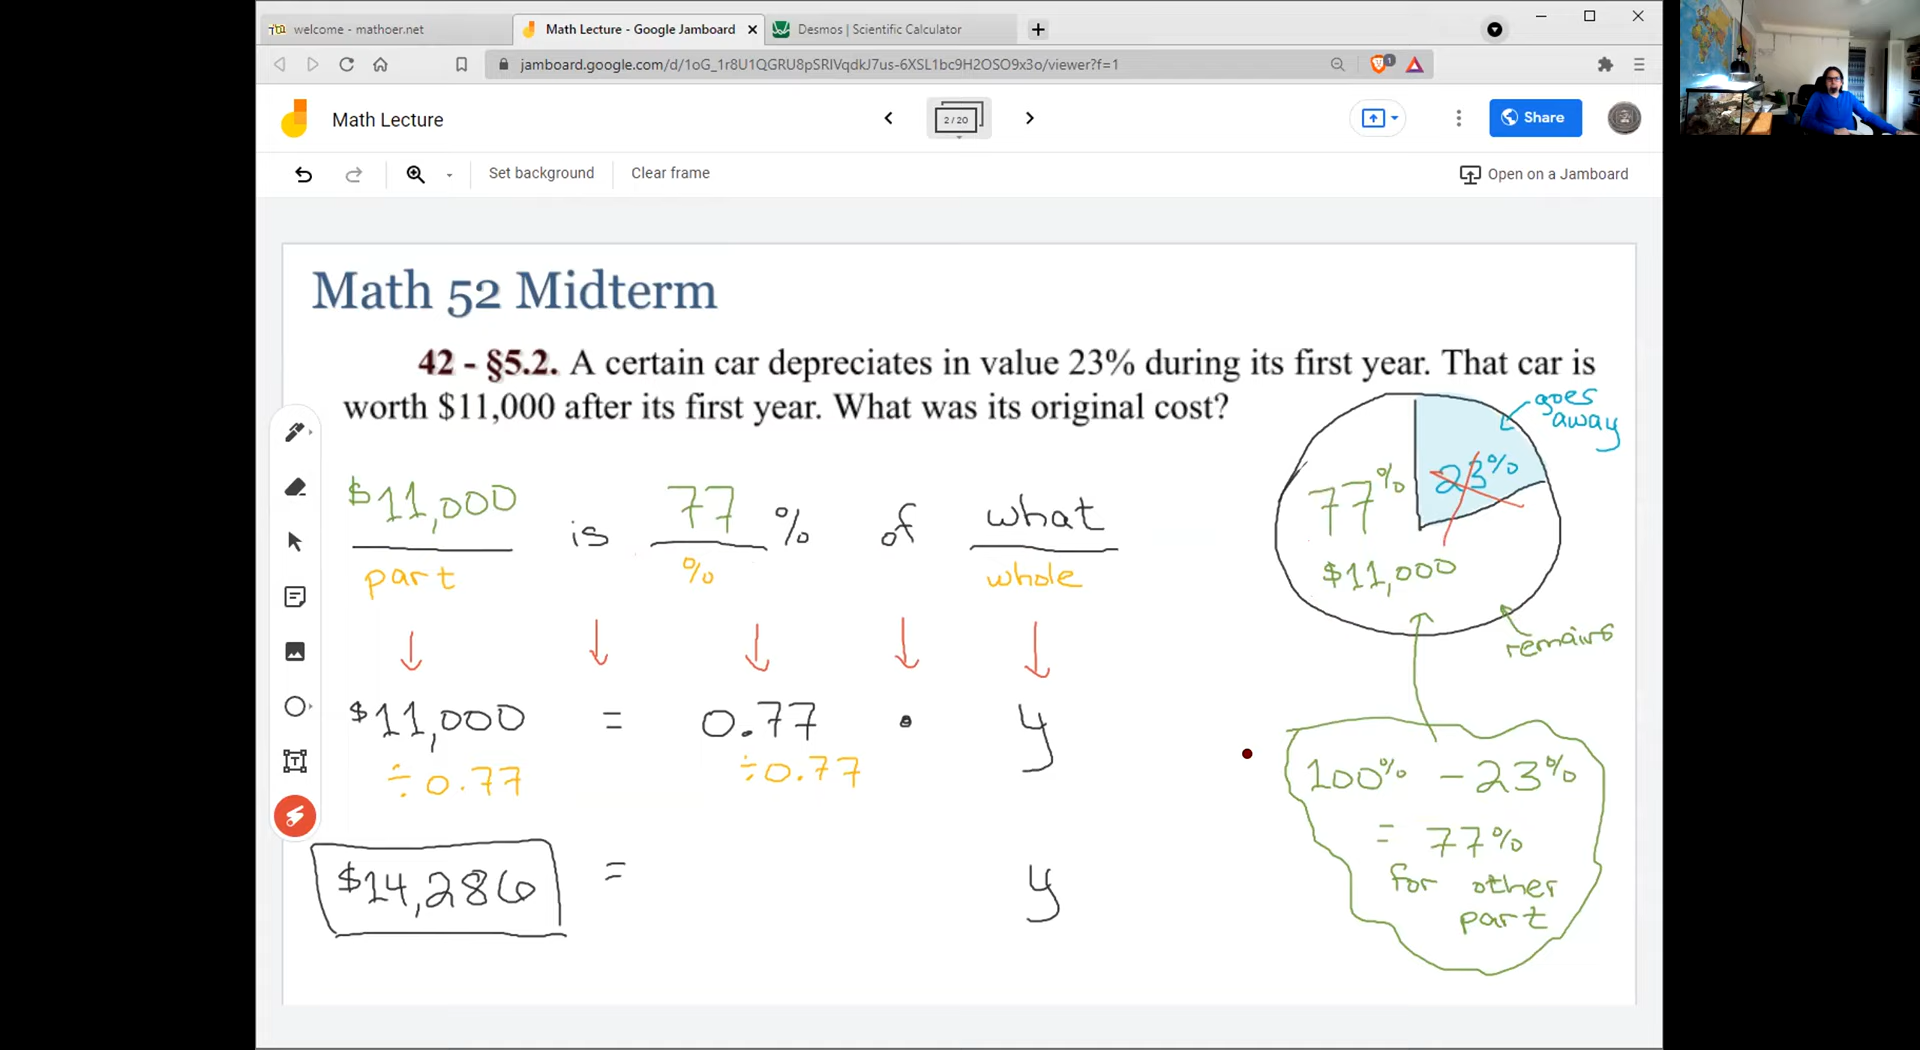 welcome - mathoer.net
Math Lecture - Google Jamboard
Desmos | Scientific Calculator
jamboard.google.com/d/1oG_1r8U1QGRU8pSRIVqdkJ7us-6XSL1bc9H2OSO9x3o/viewer?f=1
1
Math Lecture
2/20
Share
Set background
Clear frame
Open on a Jamboard
Math 52 Midterm
42 - §5.2. A certain car depreciates in value 23% during its first year. That car is
worth $11,000 after its first year. What was its original cost?
goes
away
77%
23%
$11,000
remains
$11,000 is 77 % of what
part % whole
$11,000 = 0.77 • y
÷0.77 ÷0.77
$14,286 = y
100% - 23%
= 77%
for other
part